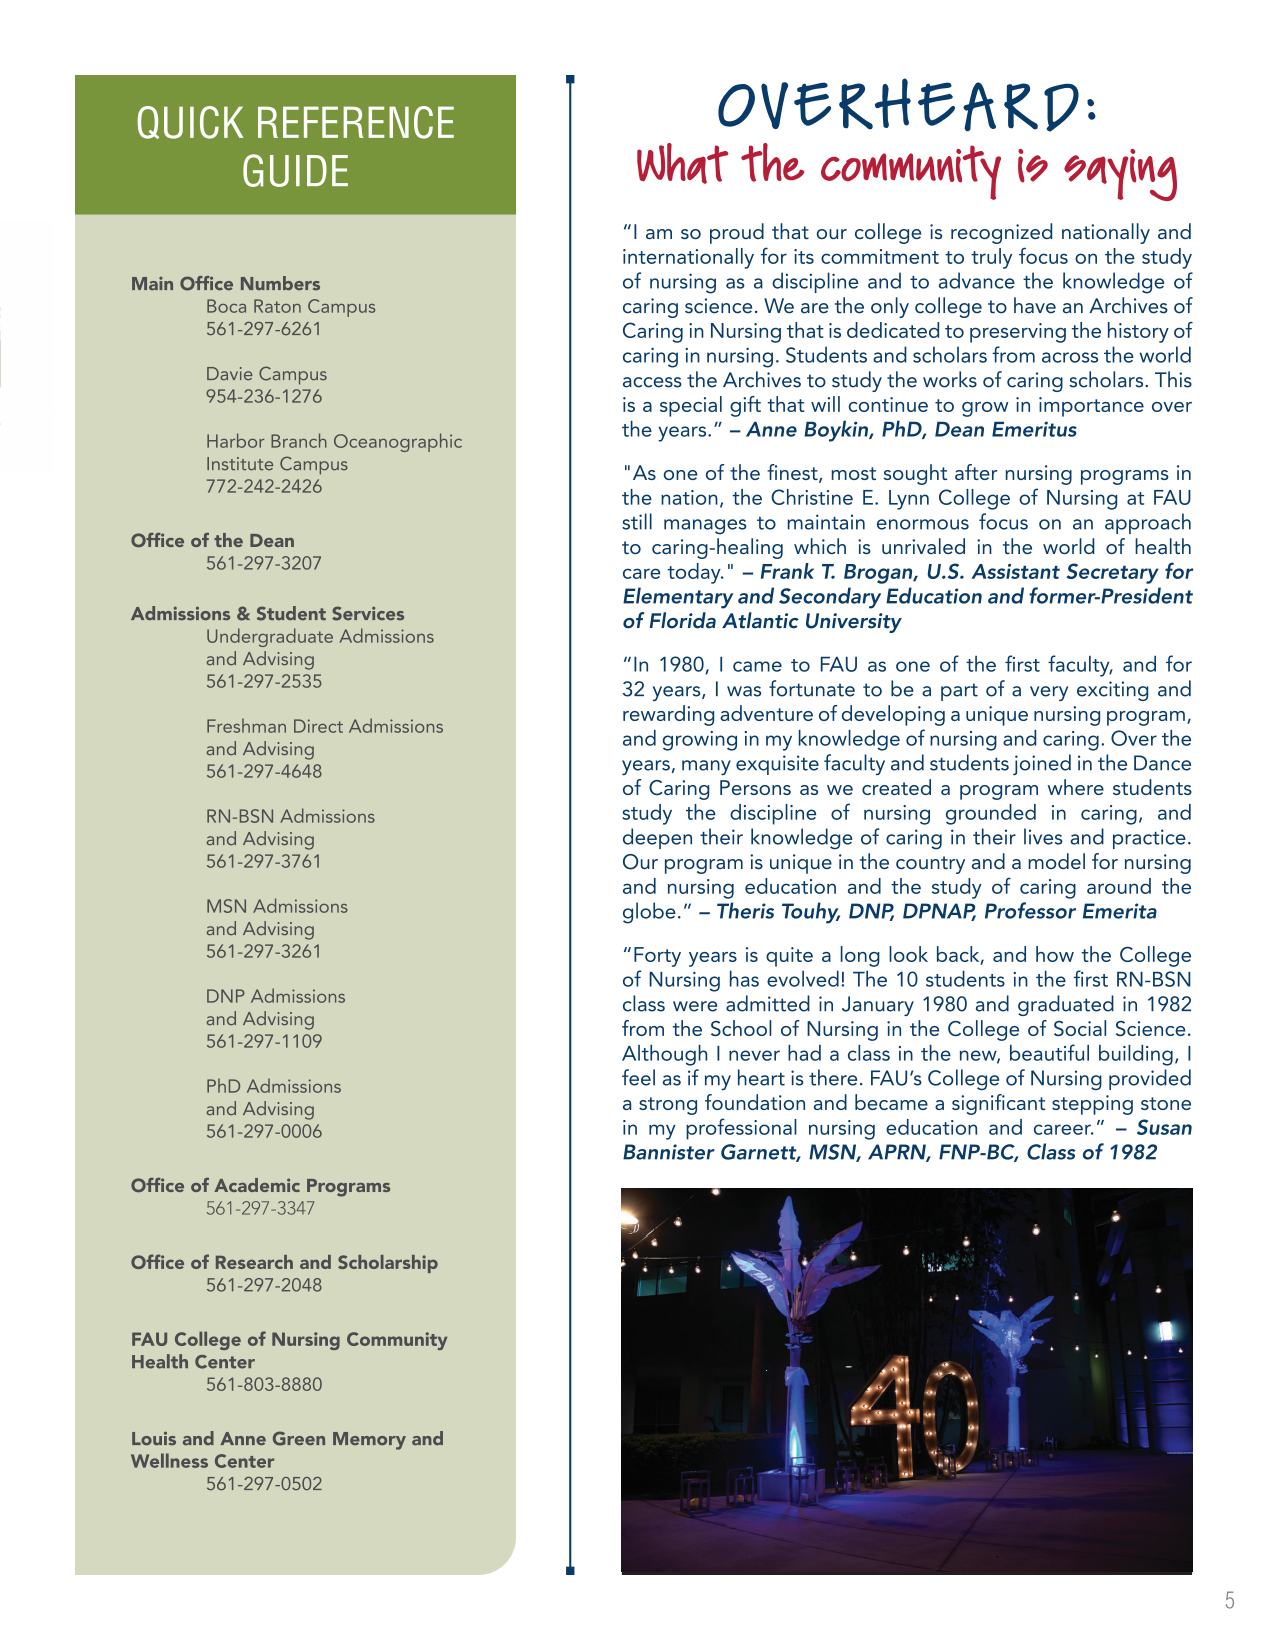 QUICK REFERENCE
GUIDE
Main Office Numbers
Boca Raton Campus
561-297-6261
Davie Campus
954-236-1276
Harbor Branch Oceanographic
Institute Campus
772-242-2426
Office of the Dean
561-297-3207
Admissions & Student Services
Undergraduate Admissions
and Advising
561-297-2535
Freshman Direct Admissions
and Advising
561-297-4648
RN-BSN Admissions
and Advising
561-297-3761
MSN Admissions
and Advising
561-297-3261
DNP Admissions
and Advising
561-297-1109
PhD Admissions
and Advising
561-297-0006
Office of Academic Programs
561-297-3347
Office of Research and Scholarship
561-297-2048
FAU College of Nursing Community
Health Center
561-803-8880
Louis and Anne Green Memory and
Wellness Center
561-297-0502
OVERHEARD:
What the community is saying
“I am so proud that our college is recognized nationally and
internationally for its commitment to truly focus on the study
of nursing as a discipline and to advance the knowledge of
caring science. We are the only college to have an Archives of
Caring in Nursing that is dedicated to preserving the history of
caring in nursing. Students and scholars from across the world
access the Archives to study the works of caring scholars. This
is a special gift that will continue to grow in importance over
the years.” – Anne Boykin, PhD, Dean Emeritus
"As one of the finest, most sought after nursing programs in
the nation, the Christine E. Lynn College of Nursing at FAU
still manages to maintain enormous focus on an approach
to caring-healing which is unrivaled in the world of health
care today." – Frank T. Brogan, U.S. Assistant Secretary for
Elementary and Secondary Education and former-President
of Florida Atlantic University
“In 1980, I came to FAU as one of the first faculty, and for
32 years, I was fortunate to be a part of a very exciting and
rewarding adventure of developing a unique nursing program,
and growing in my knowledge of nursing and caring. Over the
years, many exquisite faculty and students joined in the Dance
of Caring Persons as we created a program where students
study the discipline of nursing grounded in caring, and
deepen their knowledge of caring in their lives and practice.
Our program is unique in the country and a model for nursing
and nursing education and the study of caring around the
globe.” – Theris Touhy, DNP, DPNAP, Professor Emerita
“Forty years is quite a long look back, and how the College
of Nursing has evolved! The 10 students in the first RN-BSN
class were admitted in January 1980 and graduated in 1982
from the School of Nursing in the College of Social Science.
Although I never had a class in the new, beautiful building, I
feel as if my heart is there. FAU’s College of Nursing provided
a strong foundation and became a significant stepping stone
in my professional nursing education and career.” – Susan
Bannister Garnett, MSN, APRN, FNP-BC, Class of 1982
40
5